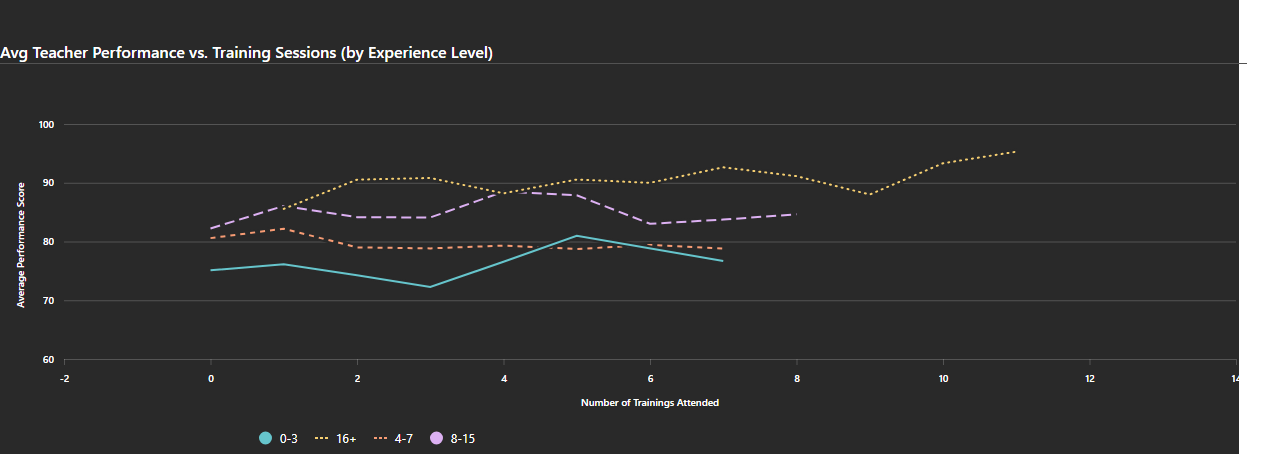 Avg Teacher Performance vs. Training Sessions (by Experience Level)
100
90
80
70
60
Average Performance Score
-2 0 2 4 6 8 10 12 14
Number of Trainings Attended
0-3 16+ 4-7 8-15